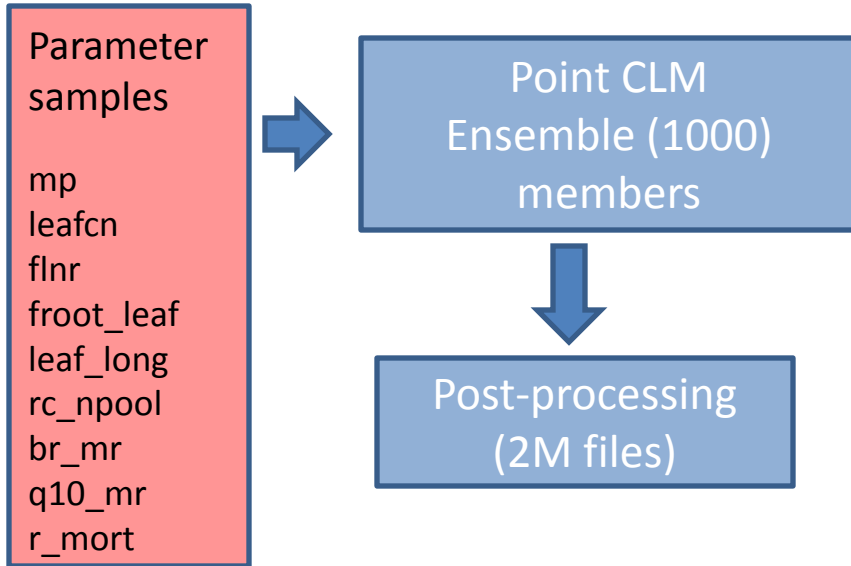 Parameter
samples
mp
leafcn
flnr
froot_leaf
leaf_long
rc_npool
br_mr
q10_mr
r_mort
Point CLM
Ensemble (1000)
members
Post-processing
(2M files)